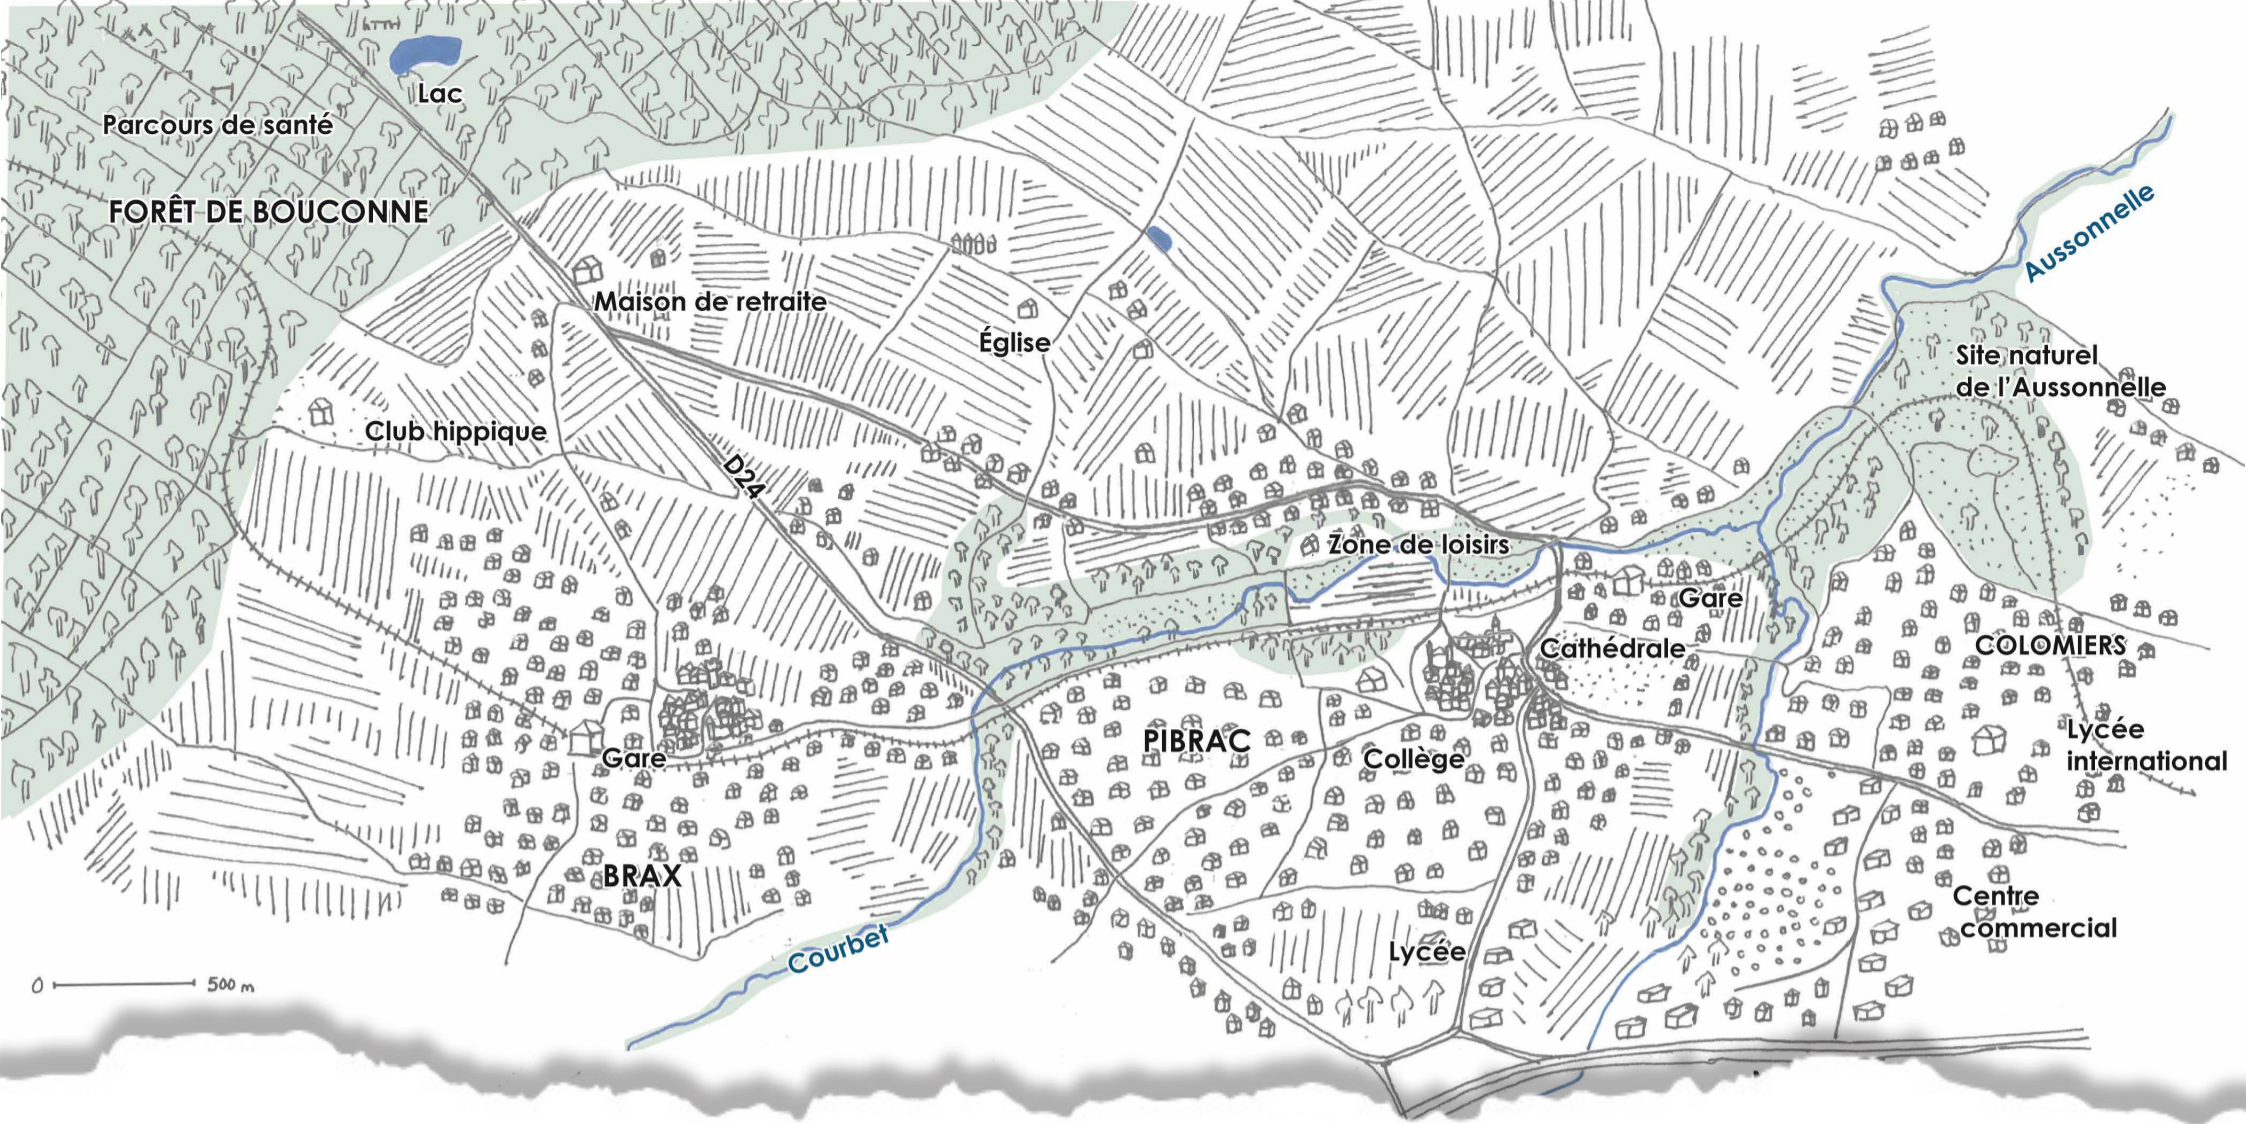 Lac
Parcours de santé
FORÊT DE BOUCONNE
Aussonnelle
Maison de retraite
Église
Site naturel
de l'Aussonnelle
Club hippique
D24
Zone de loisirs
Gare
Cathédrale
COLOMIERS
PIBRAC
Gare
Collège
Lycée
international
BRAX
Centre
commercial
Courbet
Lycée
0 500 m